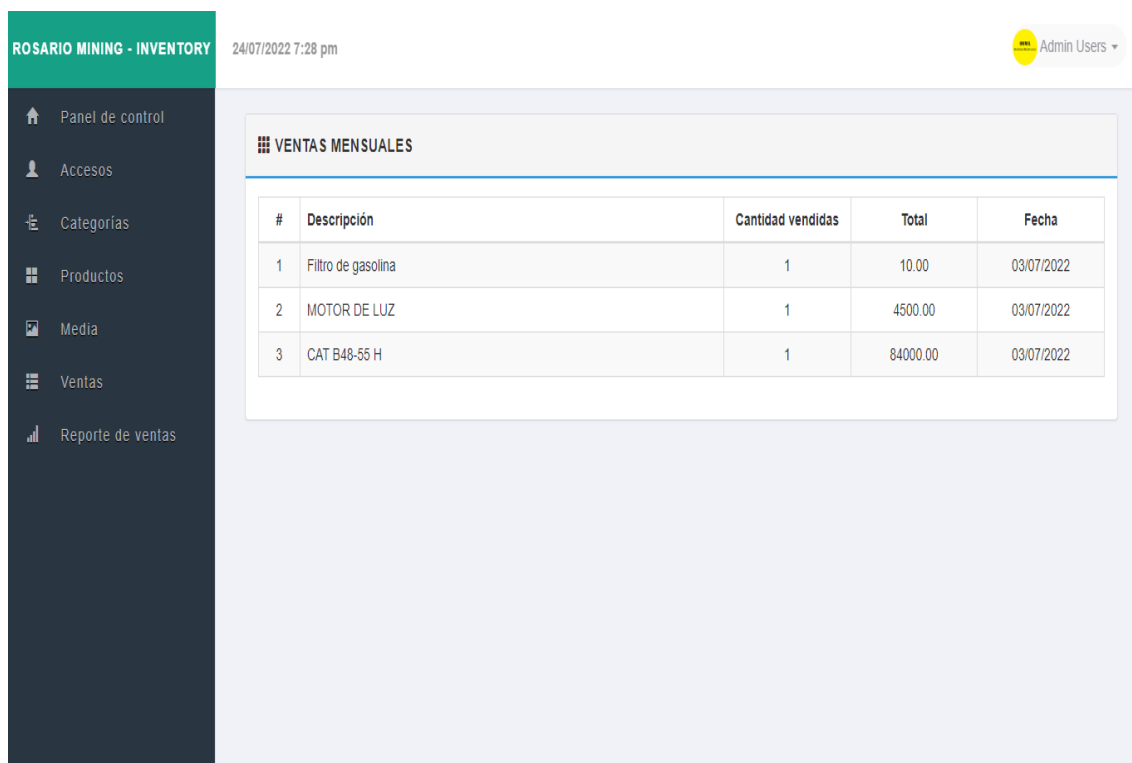 ROSARIO MINING - INVENTORY
24/07/2022 7:28 pm
Admin Users
Panel de control
Accesos
Categorías
Productos
Media
Ventas
Reporte de ventas
VENTAS MENSUALES
# Descripción Cantidad vendidas Total Fecha
1 Filtro de gasolina 1 10.00 03/07/2022
2 MOTOR DE LUZ 1 4500.00 03/07/2022
3 CAT B48-55 H 1 84000.00 03/07/2022